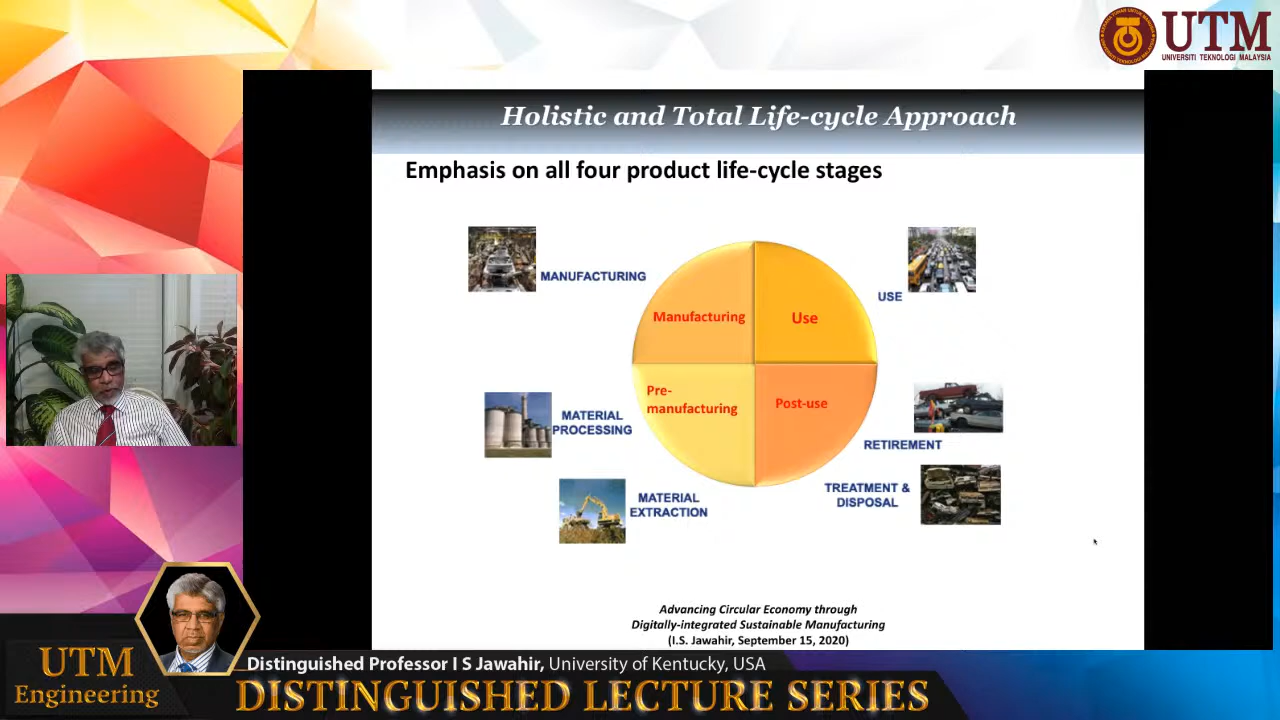 UTM
UNIVERSITI TEKNOLOGI MALAYSIA
Holistic and Total Life-cycle Approach
Emphasis on all four product life-cycle stages
MANUFACTURING
USE
Manufacturing
Use
Pre-
manufacturing
Post-use
MATERIAL
PROCESSING
RETIREMENT
MATERIAL
EXTRACTION
TREATMENT &
DISPOSAL
Advancing Circular Economy through
Digitally-integrated Sustainable Manufacturing
(I.S. Jawahir, September 15, 2020)
UTM
Engineering
Distinguished Professor I S Jawahir, University of Kentucky, USA
DISTINGUISHED LECTURE SERIES